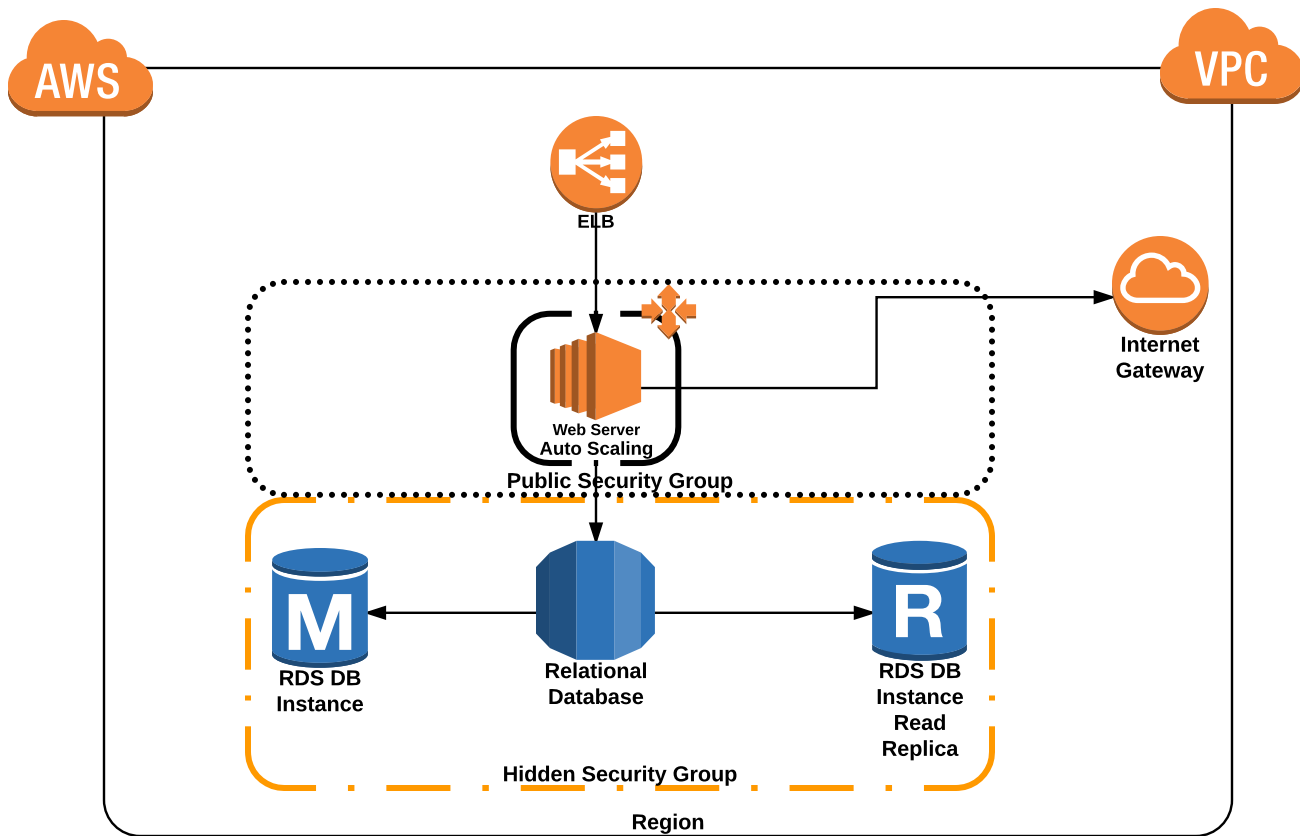 AWS
VPC
ELB
Internet
Gateway
Web Server
Auto Scaling
Public Security Group
M
R
RDS DB
Instance
Relational
Database
RDS DB
Instance
Read
Replica
Hidden Security Group
Region